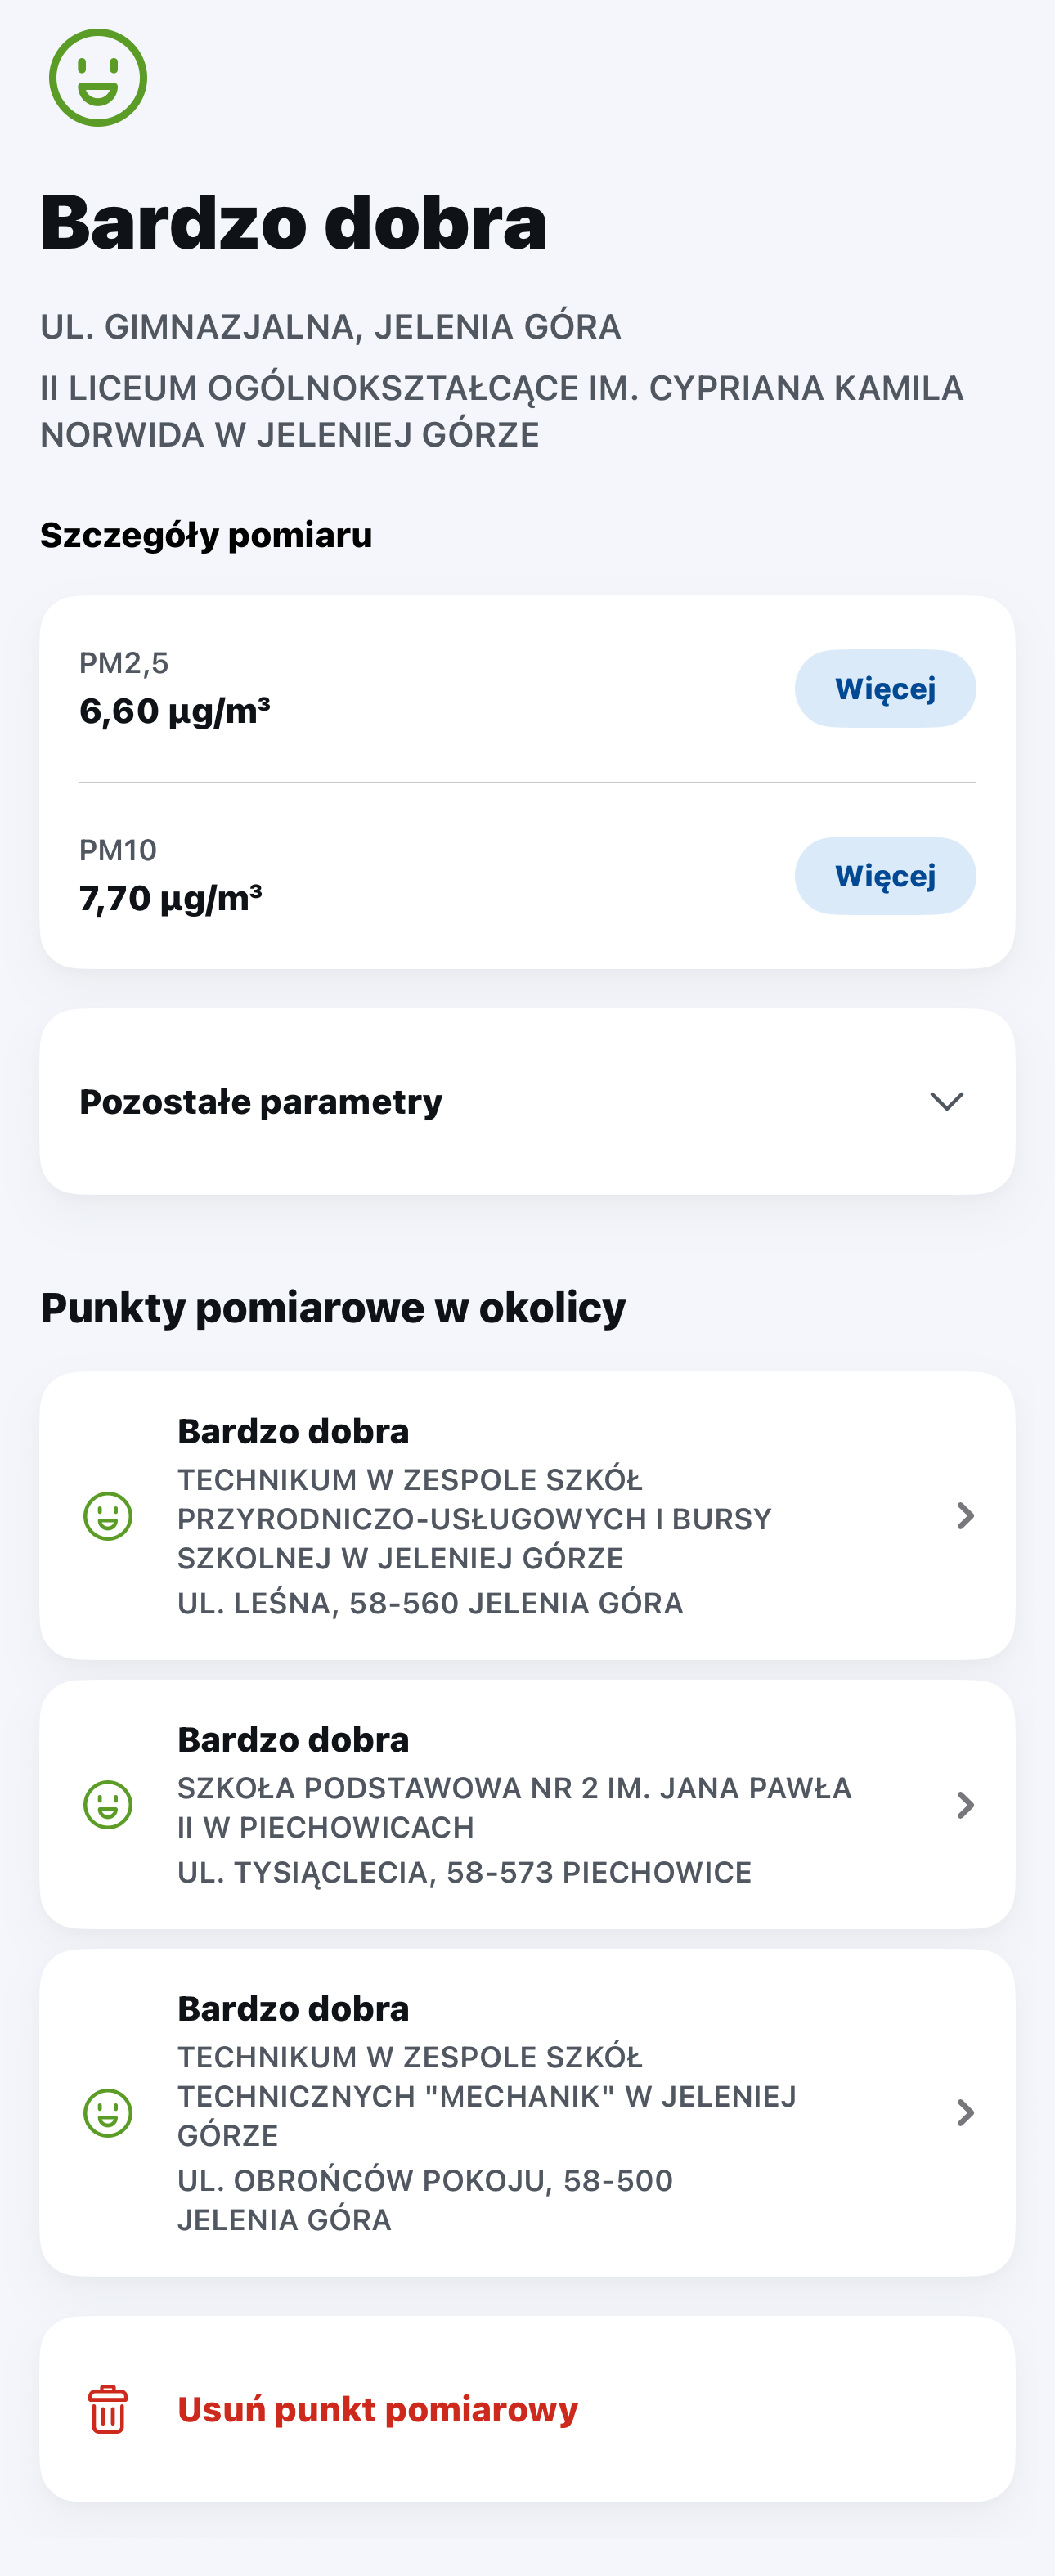 Bardzo dobra
UL. GIMNAZJALNA, JELENIA GÓRA
II LICEUM OGÓLNOKSZTAŁCĄCE IM. CYPRIANA KAMILA
NORWIDA W JELENIEJ GÓRZE
Szczegóły pomiaru
PM2,5
6,60 µg/m³
Więcej
PM10
7,70 µg/m³
Więcej
Pozostałe parametry
Punkty pomiarowe w okolicy
Bardzo dobra
TECHNIKUM W ZESPOLE SZKÓŁ
PRZYRODNICZO-USŁUGOWYCH I BURSY
SZKOLNEJ W JELENIEJ GÓRZE
UL. LEŚNA, 58-560 JELENIA GÓRA
Bardzo dobra
SZKOŁA PODSTAWOWA NR 2 IM. JANA PAWŁA
II W PIECHOWICACH
UL. TYSIĄCLECIA, 58-573 PIECHOWICE
Bardzo dobra
TECHNIKUM W ZESPOLE SZKÓŁ
TECHNICZNYCH "MECHANIK" W JELENIEJ
GÓRZE
UL. OBROŃCÓW POKOJU, 58-500
JELENIA GÓRA
Usuń punkt pomiarowy